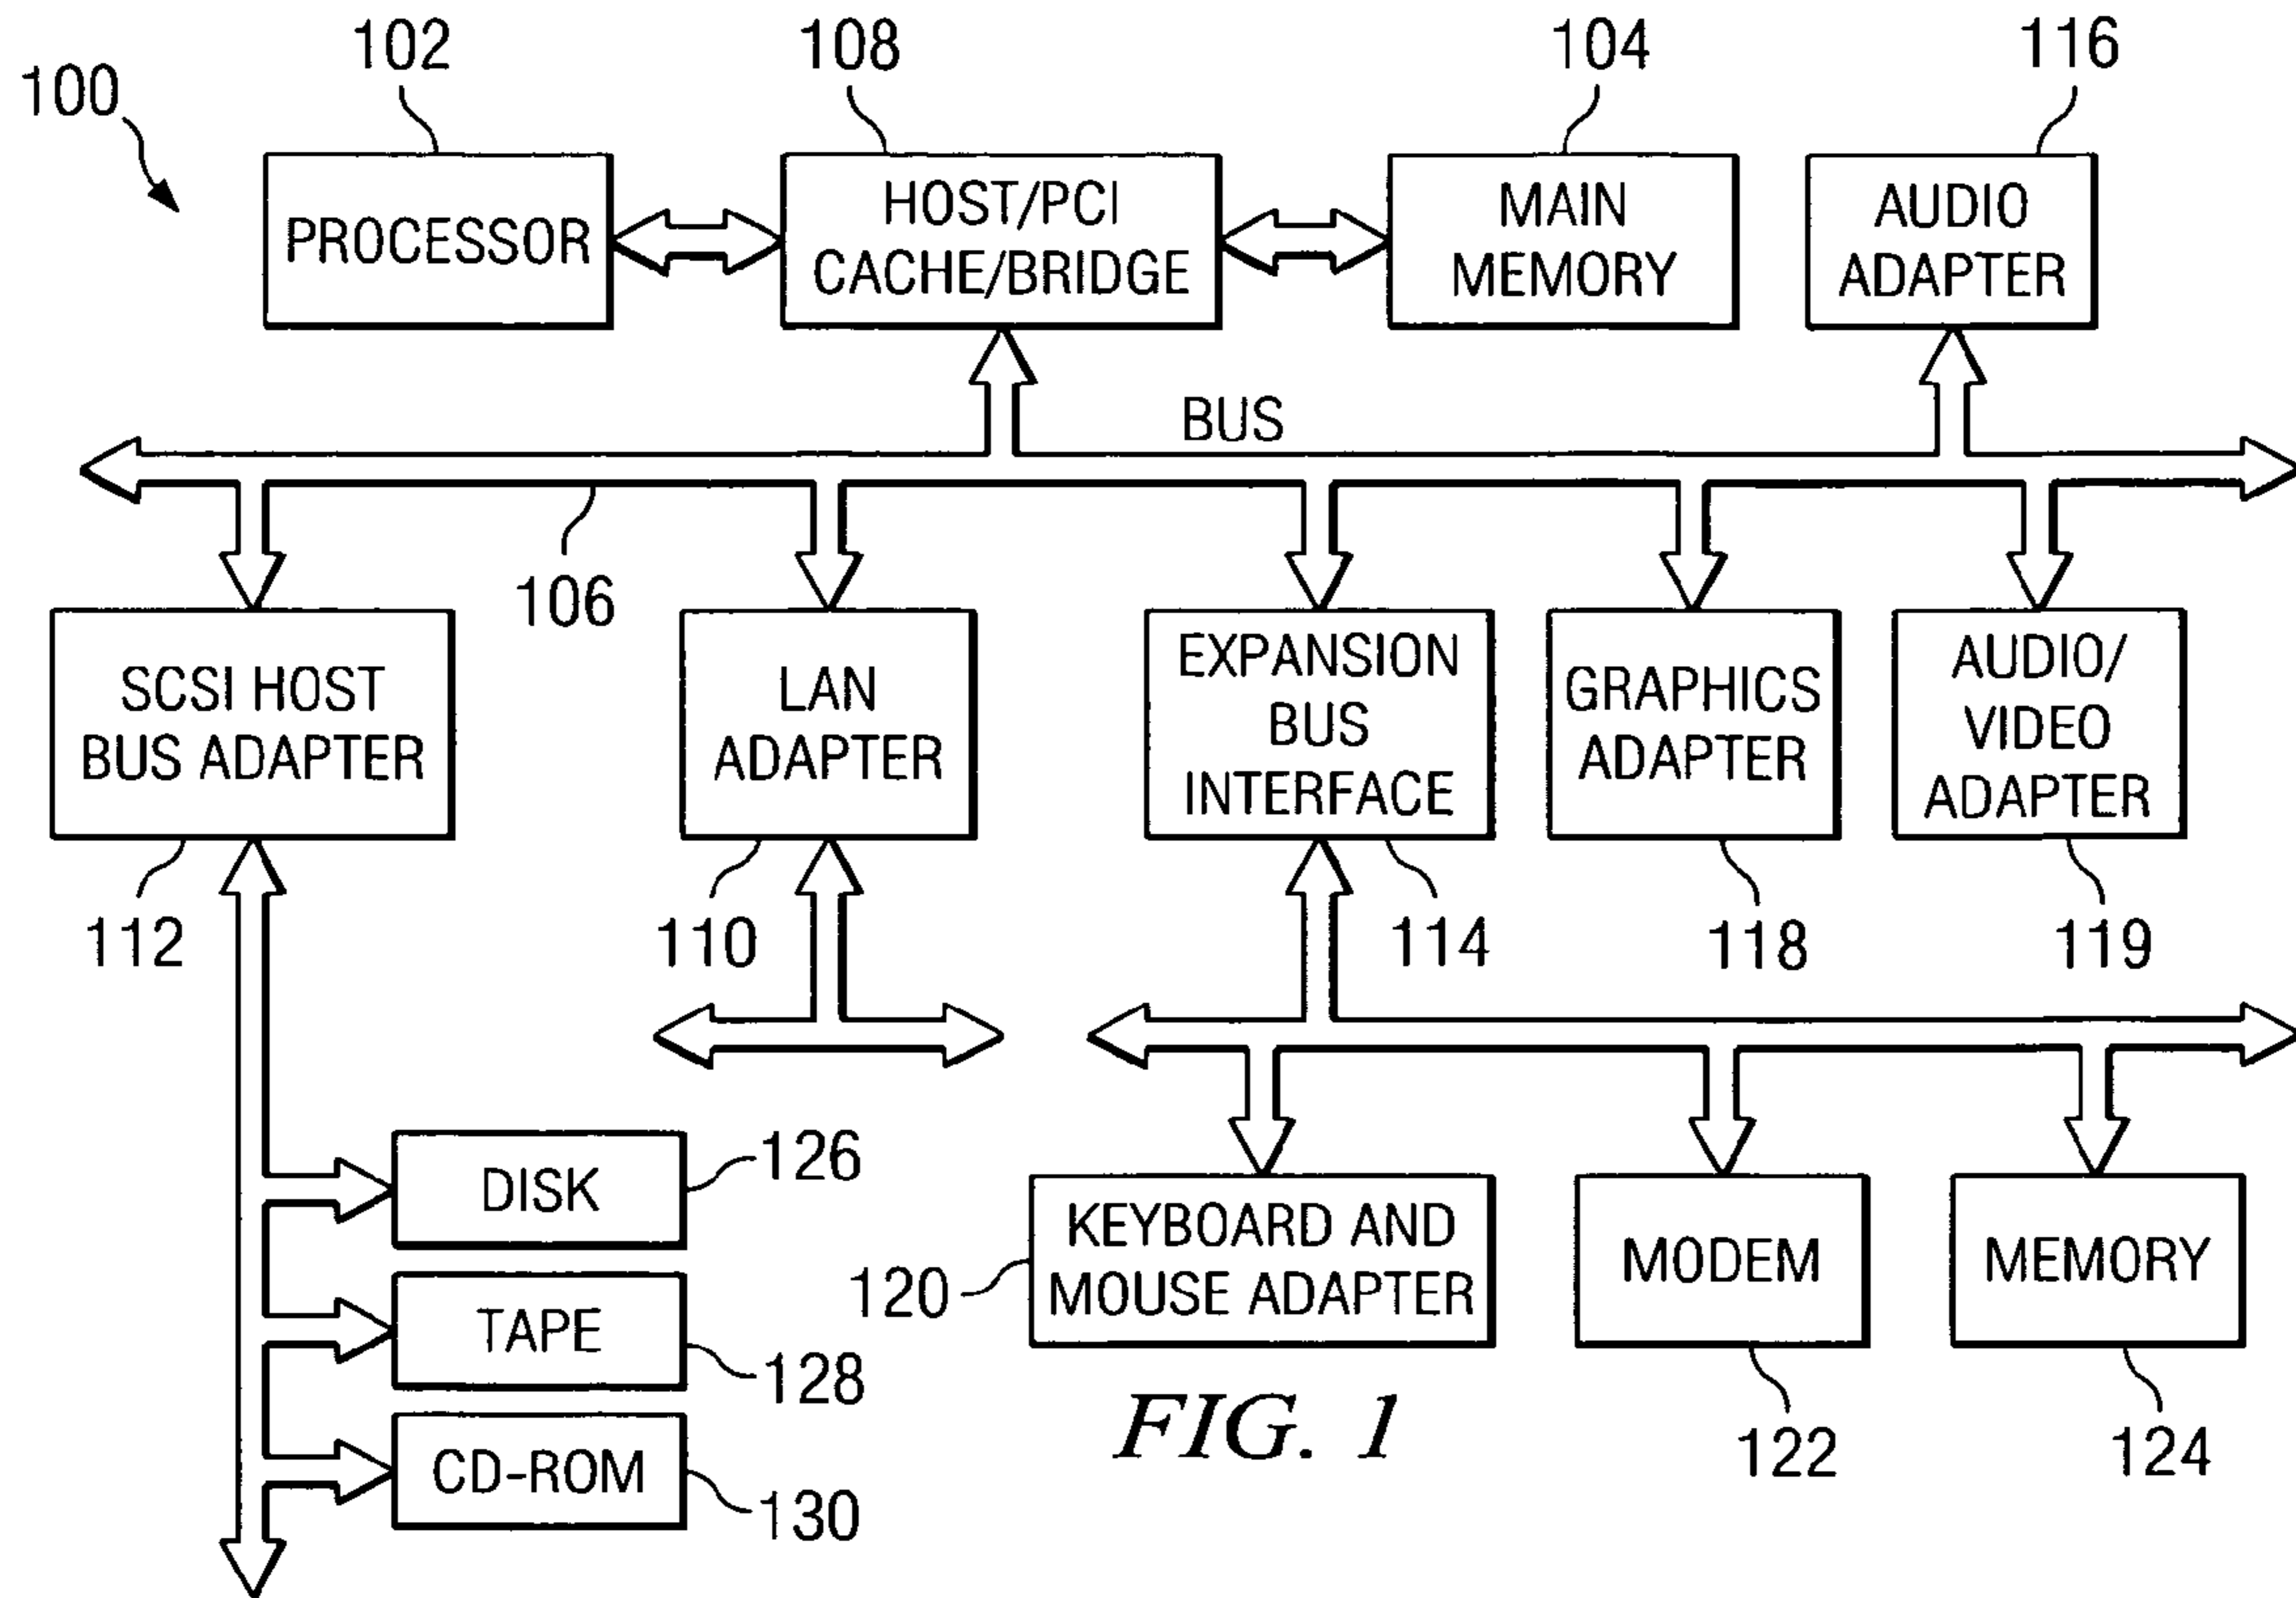 100
102
108
104
116
PROCESSOR
HOST/PCI
CACHE/BRIDGE
MAIN
MEMORY
AUDIO
ADAPTER
BUS
106
SCSI HOST
BUS ADAPTER
LAN
ADAPTER
EXPANSION
BUS
INTERFACE
GRAPHICS
ADAPTER
AUDIO/
VIDEO
ADAPTER
112
110
114
118
119
DISK
126
TAPE
128
CD-ROM
130
120
KEYBOARD AND
MOUSE ADAPTER
MODEM
MEMORY
122
124
FIG. 1